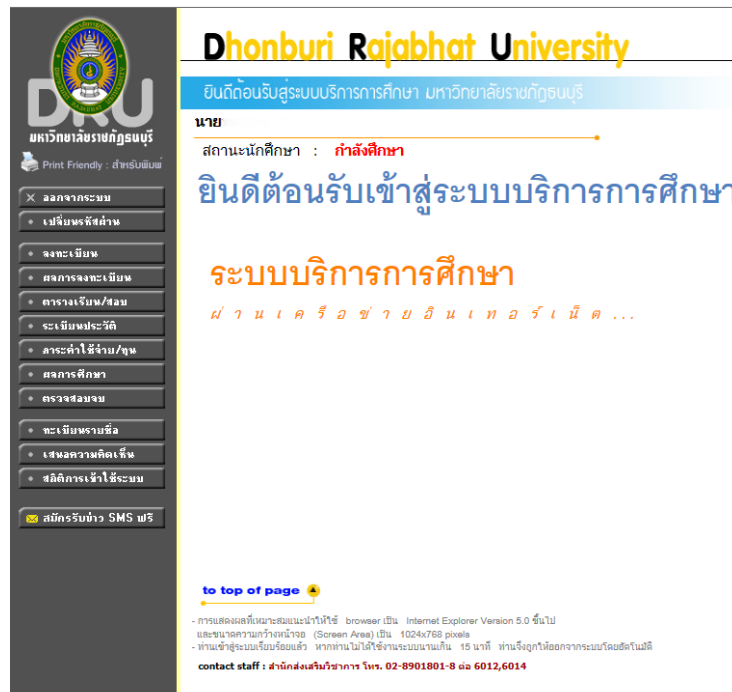 Dhonburi Rajabhat University
ยินดีต้อนรับสู่ระบบบริการการศึกษา มหาวิทยาลัยราชภัฏธนบุรี
นาย
สถานะนักศึกษา : กำลังศึกษา
ยินดีต้อนรับเข้าสู่ระบบบริการการศึกษา
ระบบบริการการศึกษา
ผ่านเครือข่ายอินเทอร์เน็ต...
DRU
มหาวิทยาลัยราชภัฏธนบุรี
Print Friendly : สำหรับพิมพ์
ออกจากระบบ
เปลี่ยนรหัสผ่าน
ลงทะเบียน
ผลการลงทะเบียน
ตารางเรียน/สอบ
ระเบียนประวัติ
ภาระค่าใช้จ่าย/ทุน
ผลการศึกษา
ตรวจสอบจบ
ทะเบียนรายชื่อ
เสนอความคิดเห็น
สถิติการเข้าใช้ระบบ
สมัครรับข่าว SMS ฟรี
to top of page
- การแสดงผลที่เหมาะสมแนะนำให้ใช้ browser เป็น Internet Explorer Version 5.0 ขึ้นไป
และขนาดความกว้างหน้าจอ (Screen Area) เป็น 1024x768 pixels
- ท่านเข้าสู่ระบบเรียบร้อยแล้ว หากท่านไม่ได้ใช้งานระบบนานเกิน 15 นาที ท่านจึงถูกให้ออกจากระบบโดยอัตโนมัติ
contact staff : สำนักส่งเสริมวิชาการ โทร. 02-8901801-8 ต่อ 6012,6014